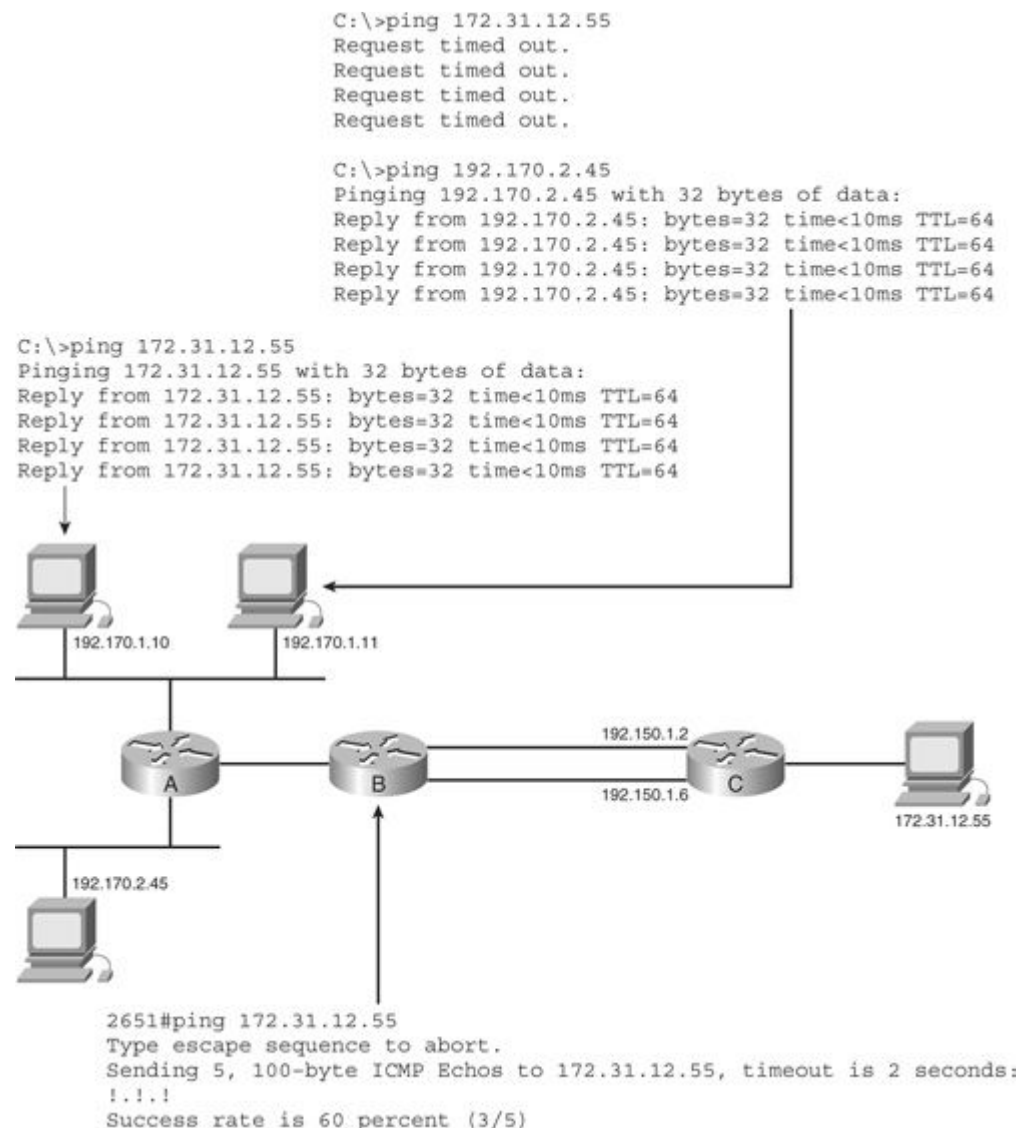 C:\>ping 172.31.12.55
Request timed out.
Request timed out.
Request timed out.
Request timed out.
C:\>ping 192.170.2.45
Pinging 192.170.2.45 with 32 bytes of data:
Reply from 192.170.2.45: bytes=32 time<10ms TTL=64
Reply from 192.170.2.45: bytes=32 time<10ms TTL=64
Reply from 192.170.2.45: bytes=32 time<10ms TTL=64
Reply from 192.170.2.45: bytes=32 time<10ms TTL=64
C:\>ping 172.31.12.55
Pinging 172.31.12.55 with 32 bytes of data:
Reply from 172.31.12.55: bytes=32 time<10ms TTL=64
Reply from 172.31.12.55: bytes=32 time<10ms TTL=64
Reply from 172.31.12.55: bytes=32 time<10ms TTL=64
Reply from 172.31.12.55: bytes=32 time<10ms TTL=64
192.170.1.10
192.170.1.11
192.150.1.2
A
B
C
192.150.1.6
172.31.12.55
192.170.2.45
2651#ping 172.31.12.55
Type escape sequence to abort.
Sending 5, 100-byte ICMP Echos to 172.31.12.55, timeout is 2 seconds:
!.!.!
Success rate is 60 percent (3/5)